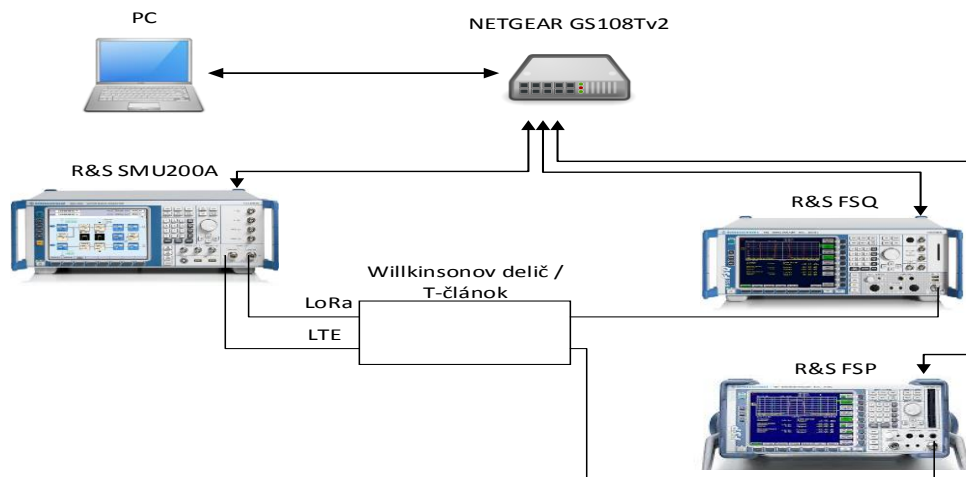 PC
NETGEAR GS108Tv2
R&S SMU200A
R&S FSQ
Willkinsonov delič /
T-článok
LoRa
LTE
R&S FSP